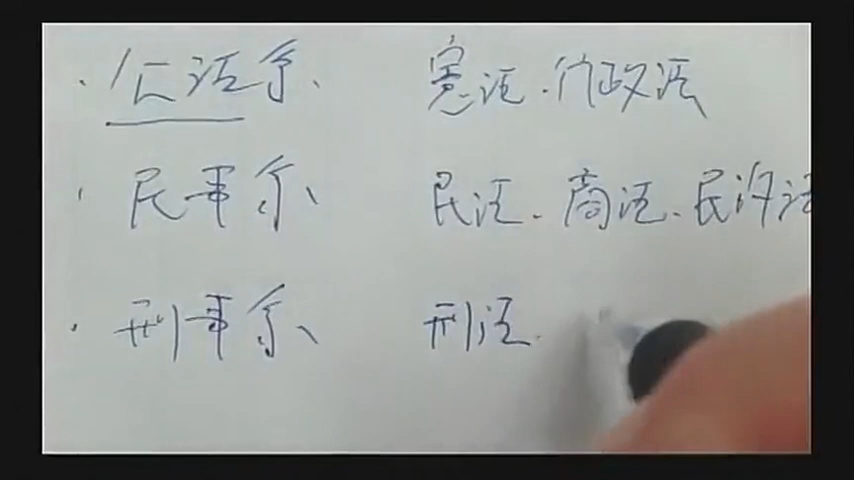 · 公法系、 宪法、行政法
· 民事系、 民法、商法、民诉法
· 刑事系、 刑法、